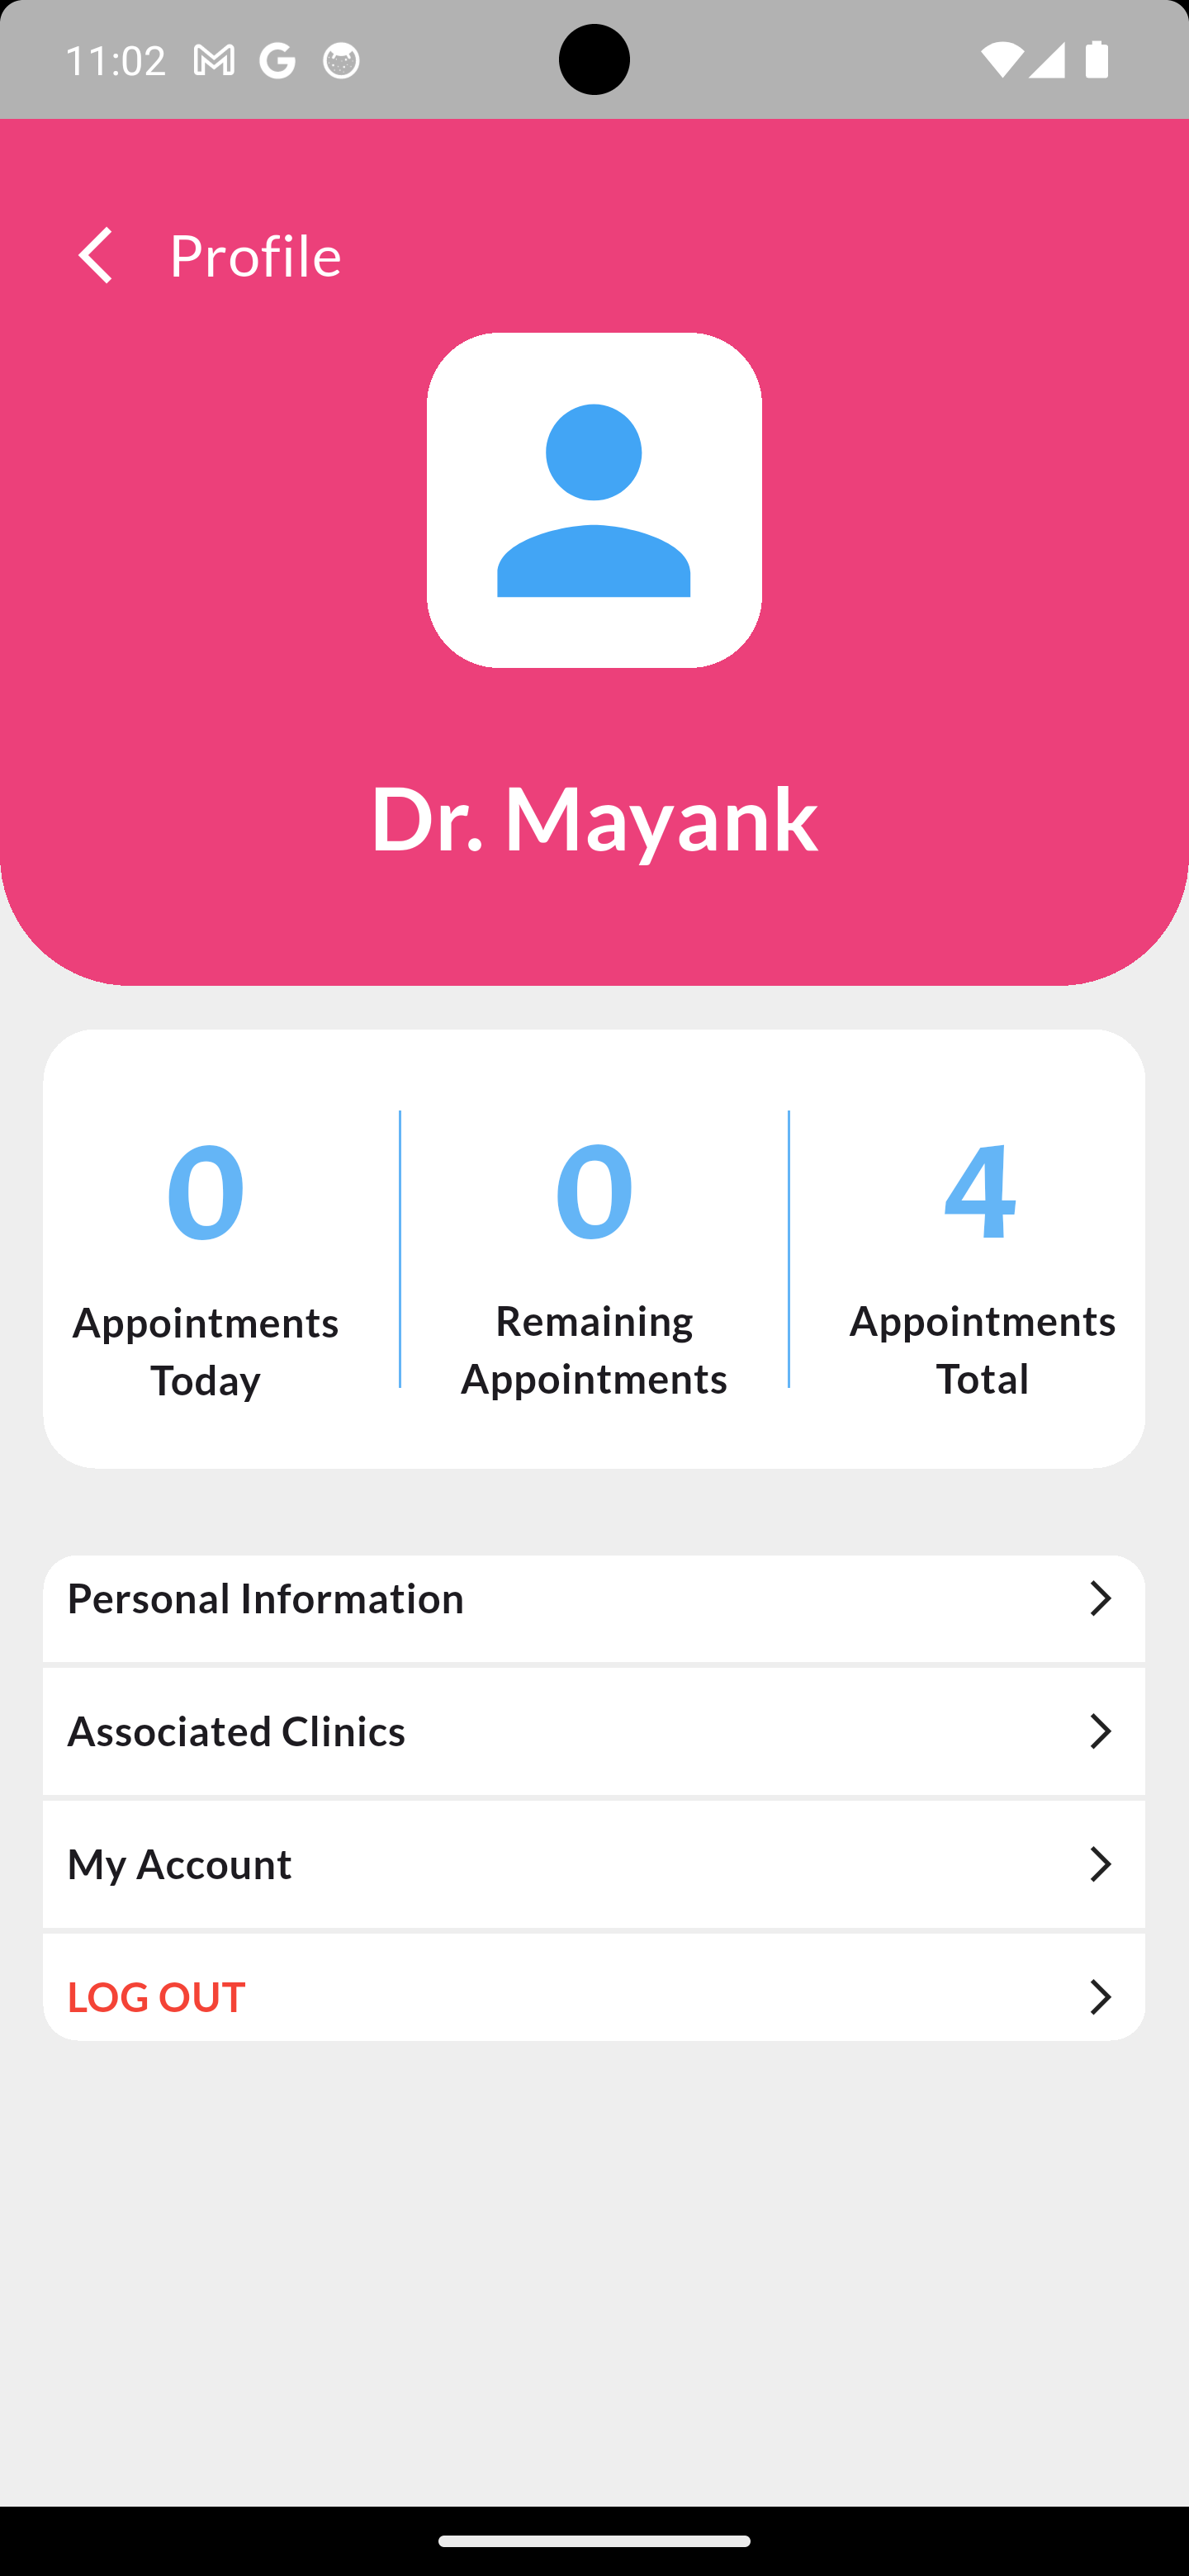 11:02
Profile
Dr. Mayank
0
Appointments
Today
0
Remaining
Appointments
4
Appointments
Total
Personal Information
Associated Clinics
My Account
LOG OUT